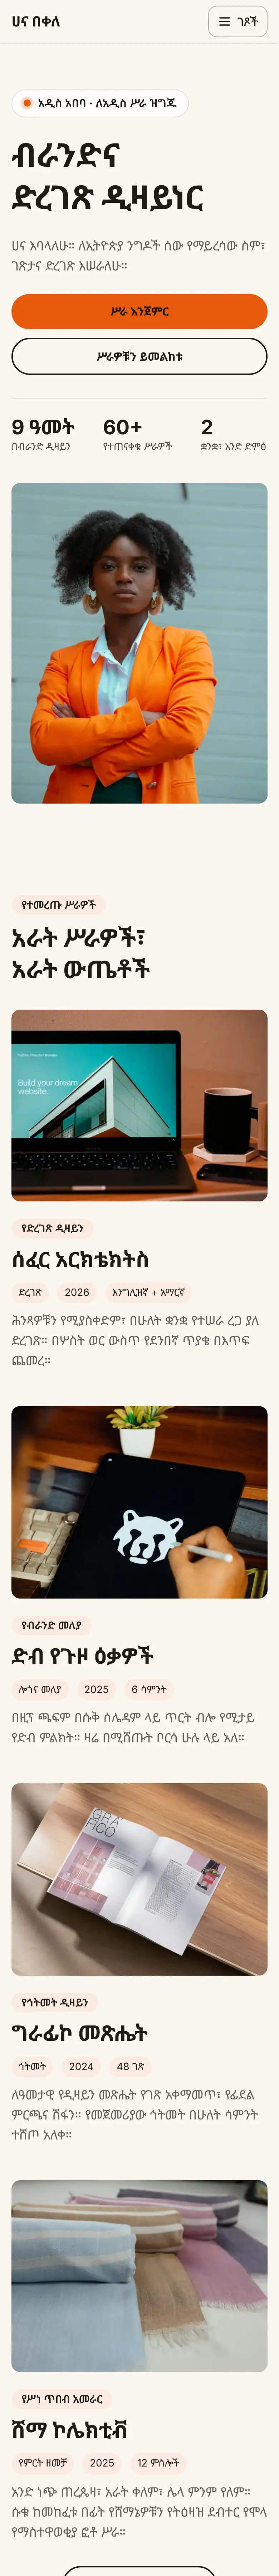 ሀና በቀለ
ገጾች
አዲስ አበባ · ለአዲስ ሥራ ዝግጁ
ብራንድና
ድረገጽ ዲዛይነር
ሀና እባላለሁ። ለኢትዮጵያ ንግዶች ሰው የማይረሳው ስም፣
ገጽታና ድረገጽ እሠራለሁ።
ሥራ እንጀምር
ሥራዎቹን ይመልከቱ
9 ዓመት
60+
2
በብራንድ ዲዛይን
የተጠናቀቁ ሥራዎች
ቋንቋ፣ አንድ ድምፅ
የተመረጡ ሥራዎች
አራት ሥራዎች፣
አራት ውጤቶች
Build your dream
website.
የድረገጽ ዲዛይን
ሰፈር አርክቴክትስ
ድረገጽ
2026
እንግሊዝኛ + አማርኛ
ሕንጻዎቹን የሚያስቀድም፣ በሁለት ቋንቋ የተሠራ ረጋ ያለ
ድረገጽ። በሦስት ወር ውስጥ የደንበኛ ጥያቄ በእጥፍ
ጨመረ።
የብራንድ መለያ
ድብ የጉዞ ዕቃዎች
ሎጎና መለያ
2025
6 ሳምንት
በዚፕ ጫፍም በሱቅ ሰሌዳም ላይ ጥርት ብሎ የሚታይ
የድብ ምልክት። ዛሬ በሚሸጡት ቦርሳ ሁሉ ላይ አለ።
GRA
FICO
የኅትመት ዲዛይን
ግራፊኮ መጽሔት
ኅትመት
2024
48 ገጽ
ለዓመታዊ የዲዛይን መጽሔት የገጽ አቀማመጥ፣ የፊደል
ምርጫና ሽፋን። የመጀመሪያው ኅትመት በሁለት ሳምንት
ተሸጦ አለቀ።
የሥነ ጥበብ አመራር
ሸማ ኮሌክቲቭ
የምርት ዘመቻ
2025
12 ምስሎች
አንድ ነጭ ጠረጴዛ፣ አራት ቀለም፣ ሌላ ምንም የለም።
ሱቁ ከመከፈቱ በፊት የሸማኔዎቹን የትዕዛዝ ደብተር የሞላ
የማስተዋወቂያ ፎቶ ሥራ።